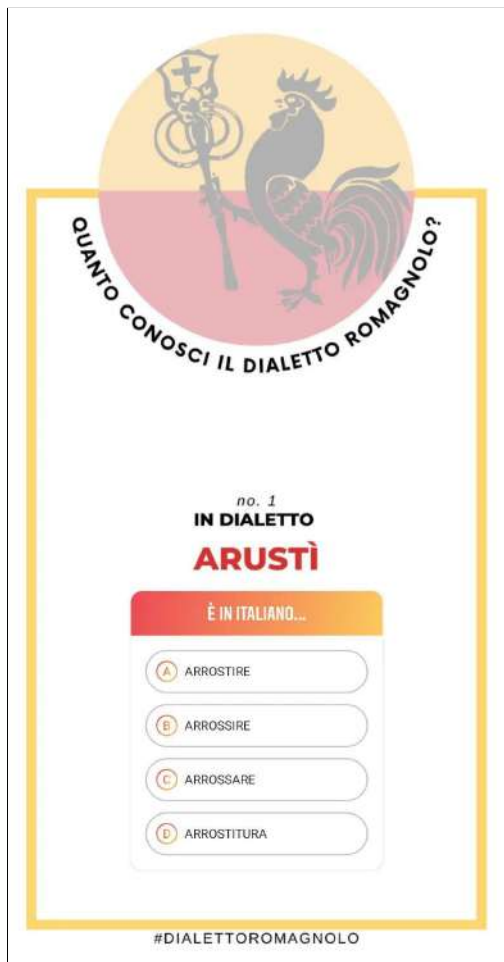 QUANTO CONOSCI IL DIALETTO ROMAGNOLO?
no. 1
IN DIALETTO
ARUSTÌ
È IN ITALIANO...
A ARROSTIRE
B ARROSSIRE
C ARROSSARE
D ARROSTITURA
#DIALETTOROMAGNOLO